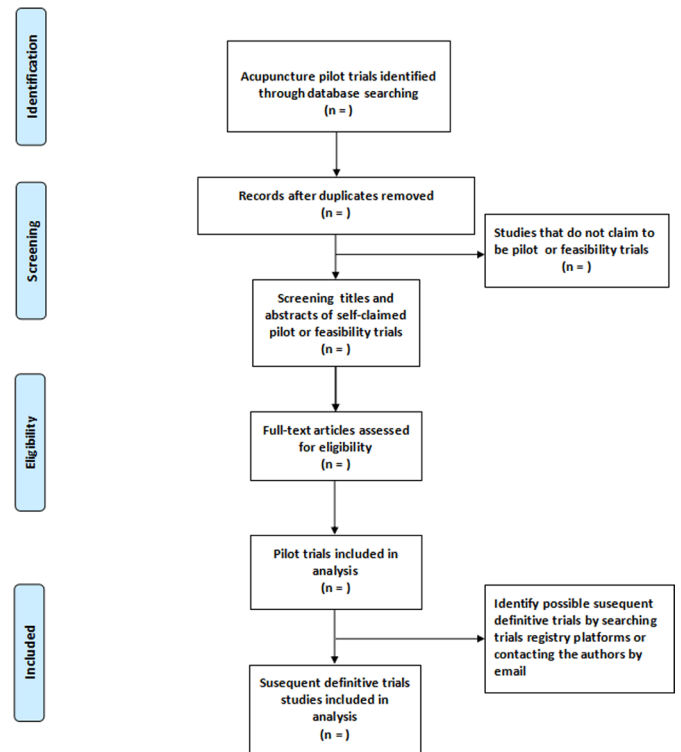 Identification
Acupuncture pilot trials identified
through database searching
(n = )
Screening
Records after duplicates removed
(n = )
Studies that do not claim to
be pilot or feasibility trials
(n = )
Screening titles and
abstracts of self-claimed
pilot or feasibility trials
(n = )
Eligibility
Full-text articles assessed
for eligibility
(n = )
Included
Pilot trials included in
analysis
(n = )
Identify possible susequent
definitive trials by searching
trials registry platforms or
contacting the authors by
email
Susequent definitive trials
studies included in
analysis
(n = )